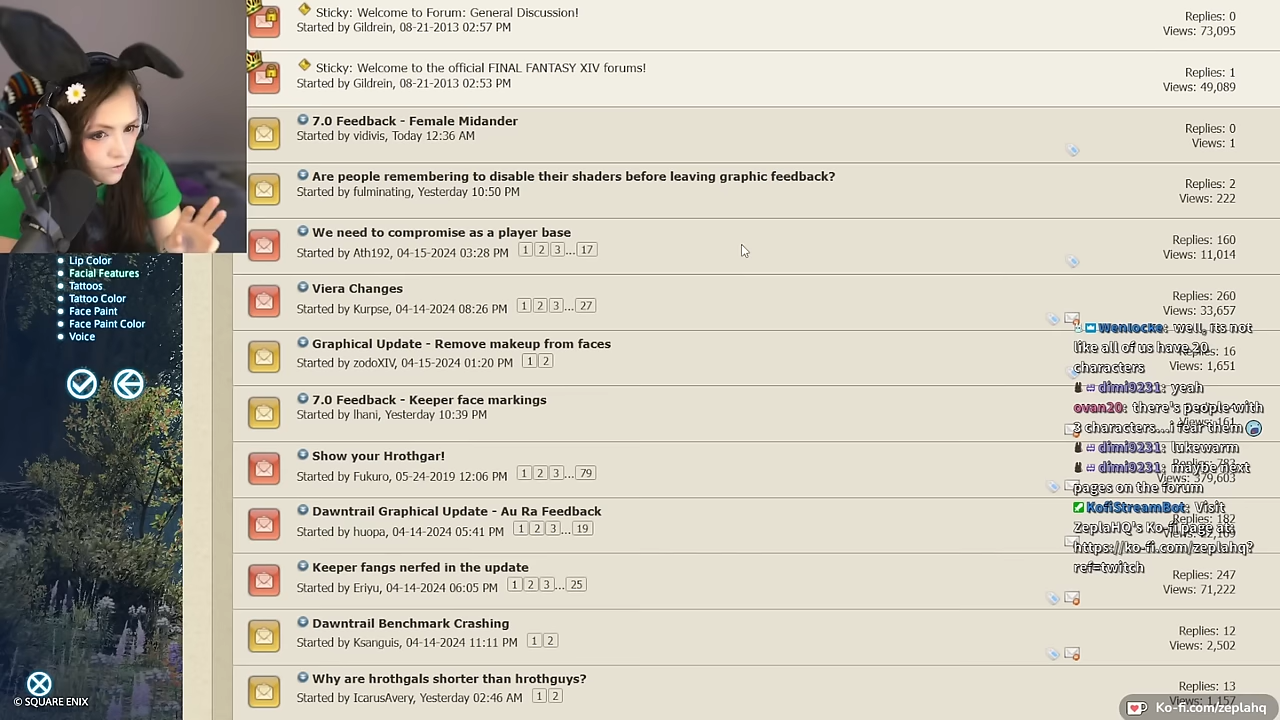 Sticky: Welcome to Forum: General Discussion!
Started by Gildrein, 08-21-2013 02:57 PM
Replies: 0
Views: 73,095
Sticky: Welcome to the official FINAL FANTASY XIV forums!
Started by Gildrein, 08-21-2013 02:53 PM
Replies: 1
Views: 49,089
7.0 Feedback - Female Midander
Started by vidivis, Today 12:36 AM
Replies: 0
Views: 1
Are people remembering to disable their shaders before leaving graphic feedback?
Started by fulminating, Yesterday 10:50 PM
Replies: 2
Views: 222
We need to compromise as a player base
Started by Ath192, 04-15-2024 03:28 PM 1 2 3 ... 17
Replies: 160
Views: 11,014
Viera Changes
Started by Kurpse, 04-14-2024 08:26 PM 1 2 3 ... 27
Replies: 260
Views: 33,657
Graphical Update - Remove makeup from faces
Started by zodoXIV, 04-15-2024 01:20 PM 1 2
Replies: 16
Views: 1,651
7.0 Feedback - Keeper face markings
Started by lhani, Yesterday 10:39 PM
Show your Hrothgar!
Started by Fukuro, 05-24-2019 12:06 PM 1 2 3 ... 79
Views: 379,603
Dawntrail Graphical Update - Au Ra Feedback
Started by huopa, 04-14-2024 05:41 PM 1 2 3 ... 19
Replies: 182
Keeper fangs nerfed in the update
Started by Eriyu, 04-14-2024 06:05 PM 1 2 3 ... 25
Replies: 247
Views: 71,222
Dawntrail Benchmark Crashing
Started by Ksanguis, 04-14-2024 11:11 PM 1 2
Replies: 12
Views: 2,502
Why are hrothgals shorter than hrothguys?
Started by IcarusAvery, Yesterday 02:46 AM 1 2
Replies: 13
Views: 1,157
Lip Color
Facial Features
Tattoos
Tattoo Color
Face Paint
Face Paint Color
Voice
© SQUARE ENIX
Wenlocke: well, its not
like all of us have 20
characters
dimi9231: yeah
ovan20: there's people with
3 characters...i fear them
dimi9231: lukewarm
dimi9231: maybe next
pages on the forum
KofiStreamBot: Visit
ZeplaHQ's Ko-fi page at:
https://ko-fi.com/zeplahq?
ref=twitch
Ko-fi.com/zeplahq